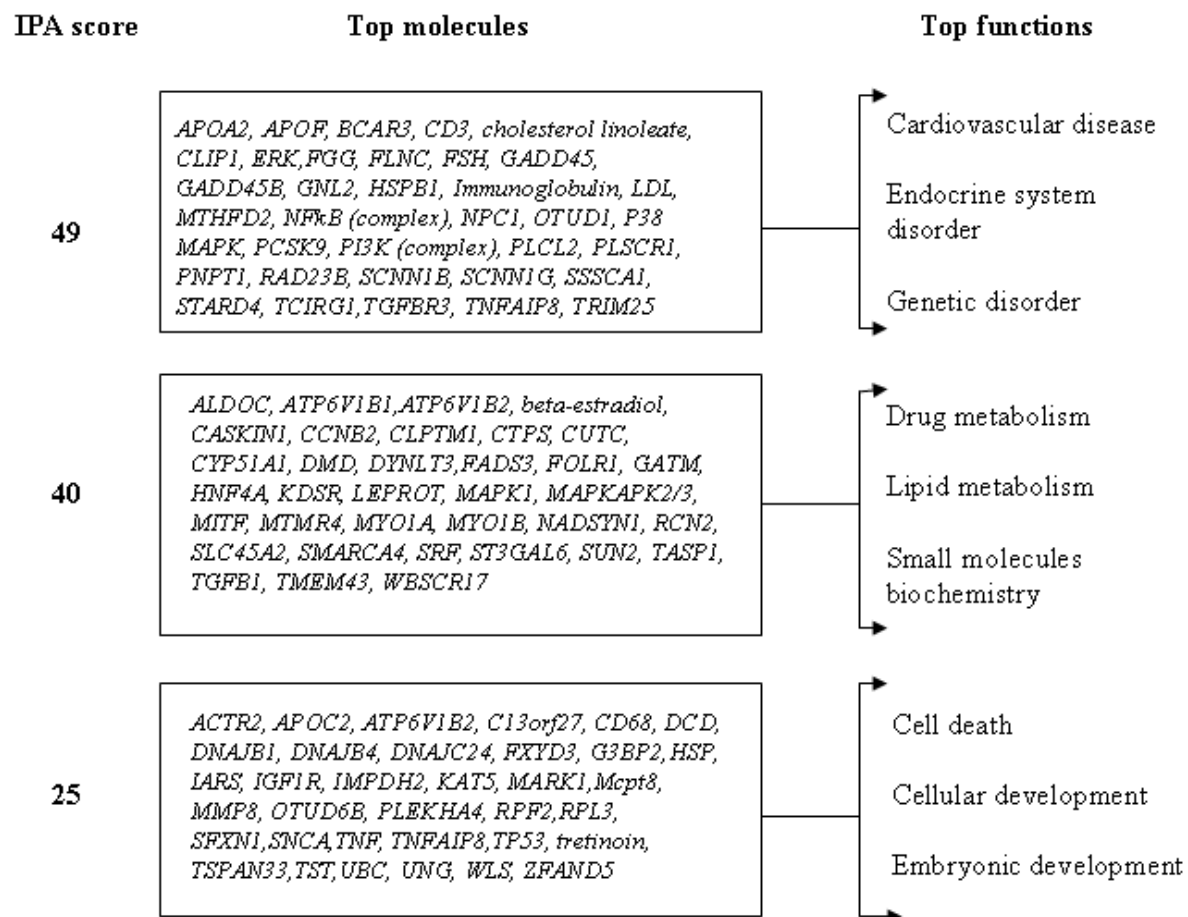 IPA score Top molecules Top functions
49
APOA2, APOF, BCAR3, CD3, cholesterol linoleate,
CLIP1, ERK,FGG, FLNC, FSH, GADD45,
GADD45B, GNL2, HSPB1, Immunoglobulin, LDL,
MTHFD2, NFkB (complex), NPC1, OTUD1, P38
MAPK, PCSK9, PI3K (complex), PLCL2, PLSCR1,
PNPT1, RAD23B, SCNN1B, SCNN1G, SSSCA1,
STARD4, TCIRG1,TGFBR3, TNFAIP8, TRIM25
Cardiovascular disease
Endocrine system
disorder
Genetic disorder
40
ALDOC, ATP6V1B1,ATP6V1B2, beta-estradiol,
CASKIN1, CCNB2, CLPTM1, CTPS, CUTC,
CYP51A1, DMD, DYNLT3,FADS3, FOLR1, GATM,
HNF4A, KDSR, LEPROT, MAPK1, MAPKAPK2/3,
MITF, MTMR4, MYO1A, MYO1B, NADSYN1, RCN2,
SLC45A2, SMARCA4, SRF, ST3GAL6, SUN2, TASP1,
TGFB1, TMEM43, WBSCR17
Drug metabolism
Lipid metabolism
Small molecules
biochemistry
25
ACTR2, APOC2, ATP6V1B2, C13orf27, CD68, DCD,
DNAJB1, DNAJB4, DNAJC24, FXYD3, G3BP2,HSP,
IARS, IGF1R, IMPDH2, KAT5, MARK1,Mcpt8,
MMP8, OTUD6B, PLEKHA4, RPF2,RPL3,
SFXN1,SNCA,TNF, TNFAIP8,TP53, tretinoin,
TSPAN33,TST,UBC, UNG, WLS, ZFAND5
Cell death
Cellular development
Embryonic development